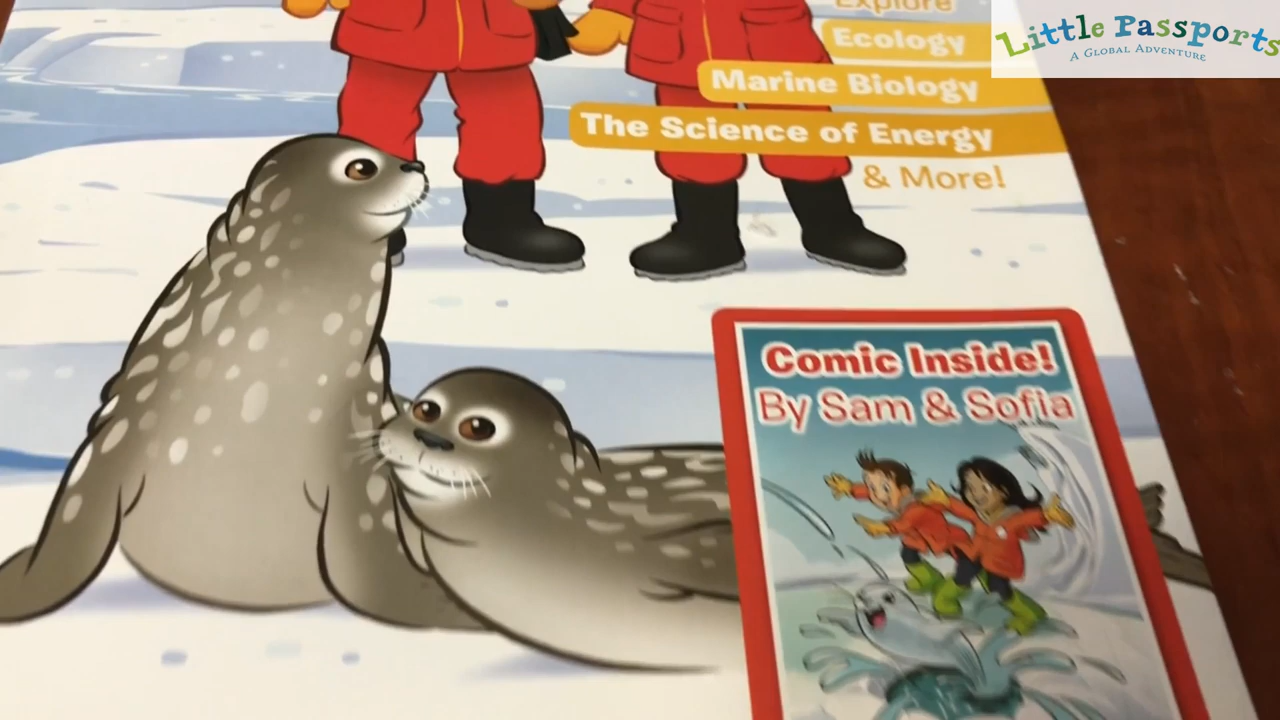 Explore
Little Passports
A Global Adventure
Ecology
Marine Biology
The Science of Energy
& More!
Comic Inside!
By Sam & Sofia